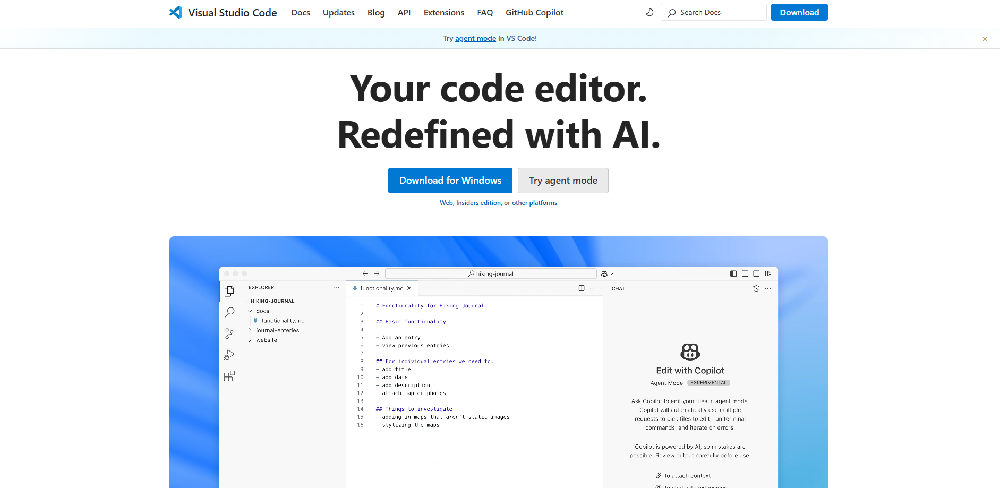 Visual Studio Code Docs Updates Blog API Extensions FAQ GitHub Copilot Search Docs Download
Try agent mode in VS Code!
Your code editor.
Redefined with AI.
Download for Windows Try agent mode
Web, Insiders edition, or other platforms
hiking-journal
EXPLORER
HIKING-JOURNAL
docs
functionality.md
journal-enteries
website
functionality.md
1 # Functionality for Hiking Journal
2
3 ## Basic functionality
4
5 - Add an entry
6 - view previous entries
7
8 ## For individual entries we need to:
9 - add title
10 - add date
11 - add description
12 - attach map or photos
13
14 ## Things to investigate
15 - adding in maps that aren't static images
16 - stylizing the maps
CHAT
Edit with Copilot
Agent Mode EXPERIMENTAL
Ask Copilot to edit your files in agent mode.
Copilot will automatically use multiple
requests to pick files to edit, run terminal
commands, and iterate on errors.
Copilot is powered by AI, so mistakes are
possible. Review output carefully before use.
to attach context
to chat with extensions